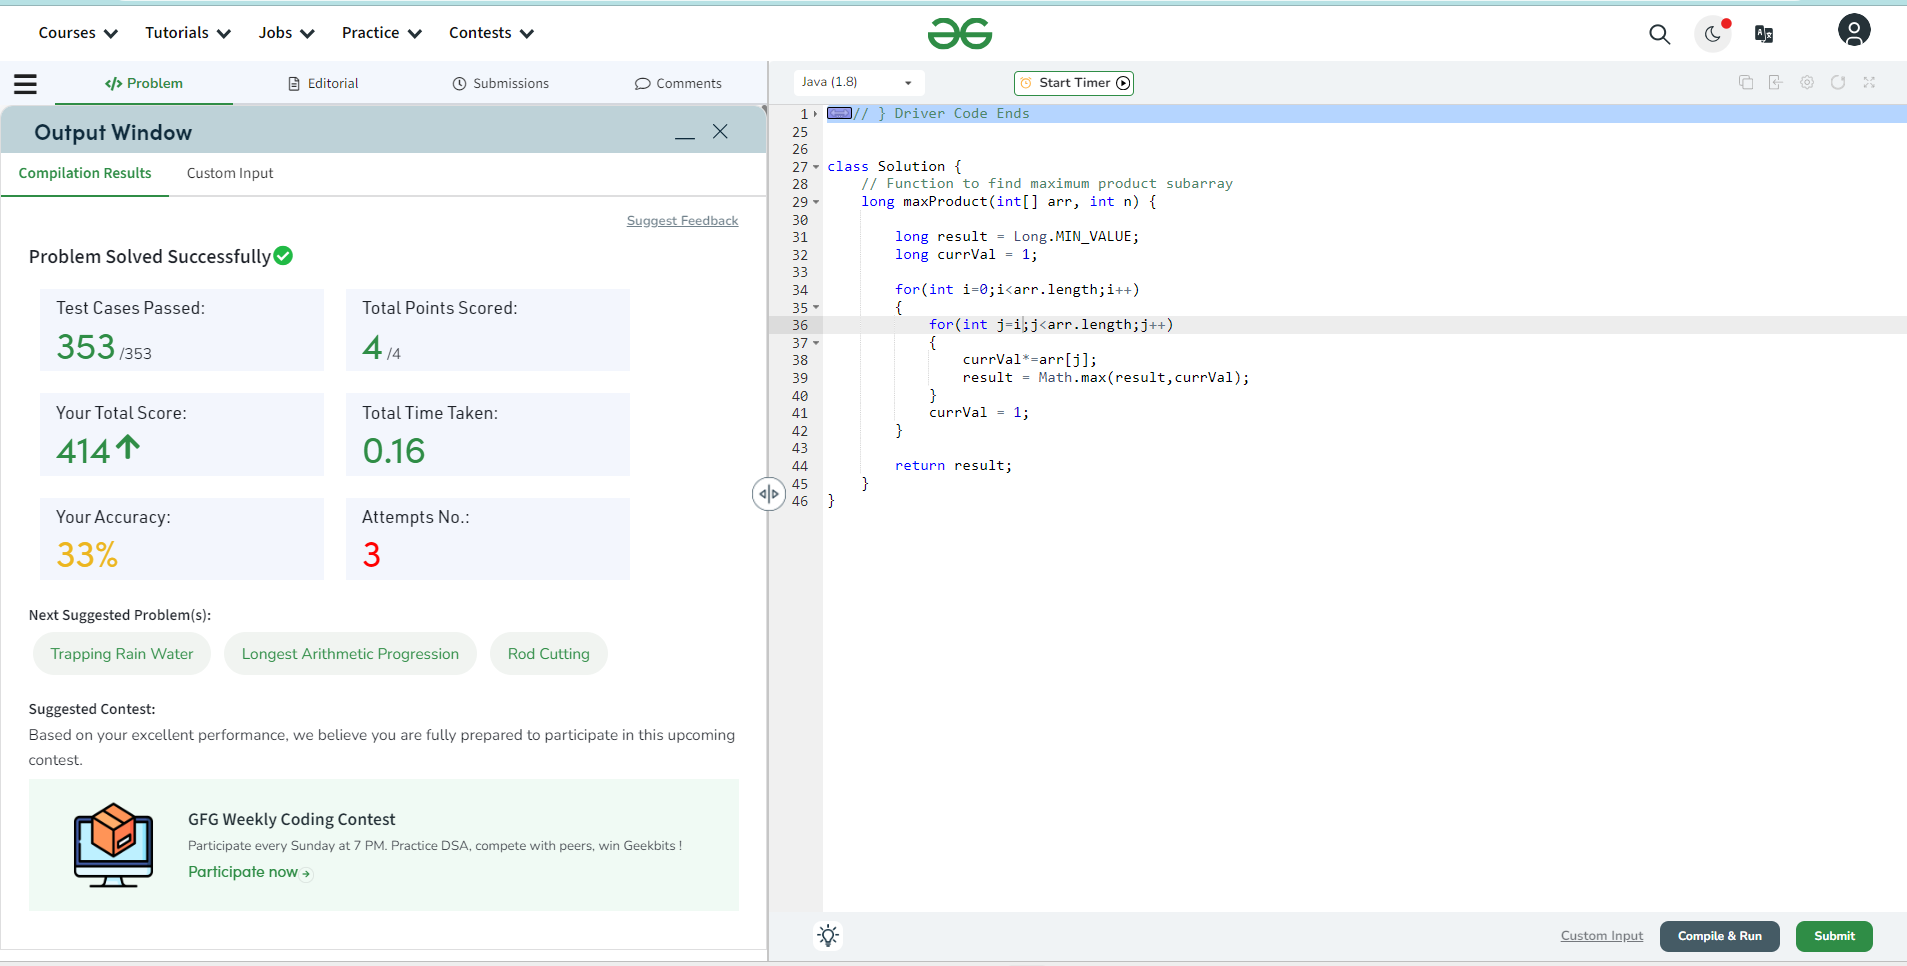 Courses Tutorials Jobs Practice Contests
</> Problem Editorial Submissions Comments
Output Window
Compilation Results Custom Input
Suggest Feedback
Problem Solved Successfully
Test Cases Passed:
353 /353
Total Points Scored:
4 /4
Your Total Score:
414
Total Time Taken:
0.16
Your Accuracy:
33%
Attempts No.:
3
Next Suggested Problem(s):
Trapping Rain Water Longest Arithmetic Progression Rod Cutting
Suggested Contest:
Based on your excellent performance, we believe you are fully prepared to participate in this upcoming
contest.
GFG Weekly Coding Contest
Participate every Sunday at 7 PM. Practice DSA, compete with peers, win Geekbits !
Participate now
Java (1.8) Start Timer
1 // } Driver Code Ends
25
26
27 class Solution {
28 // Function to find maximum product subarray
29 long maxProduct(int[] arr, int n) {
30
31 long result = Long.MIN_VALUE;
32 long currVal = 1;
33
34 for(int i=0;i<arr.length;i++)
35 {
36 for(int j=i;j<arr.length;j++)
37 {
38 currVal*=arr[j];
39 result = Math.max(result,currVal);
40 }
41 currVal = 1;
42 }
43
44 return result;
45 }
46 }
Custom Input Compile & Run Submit